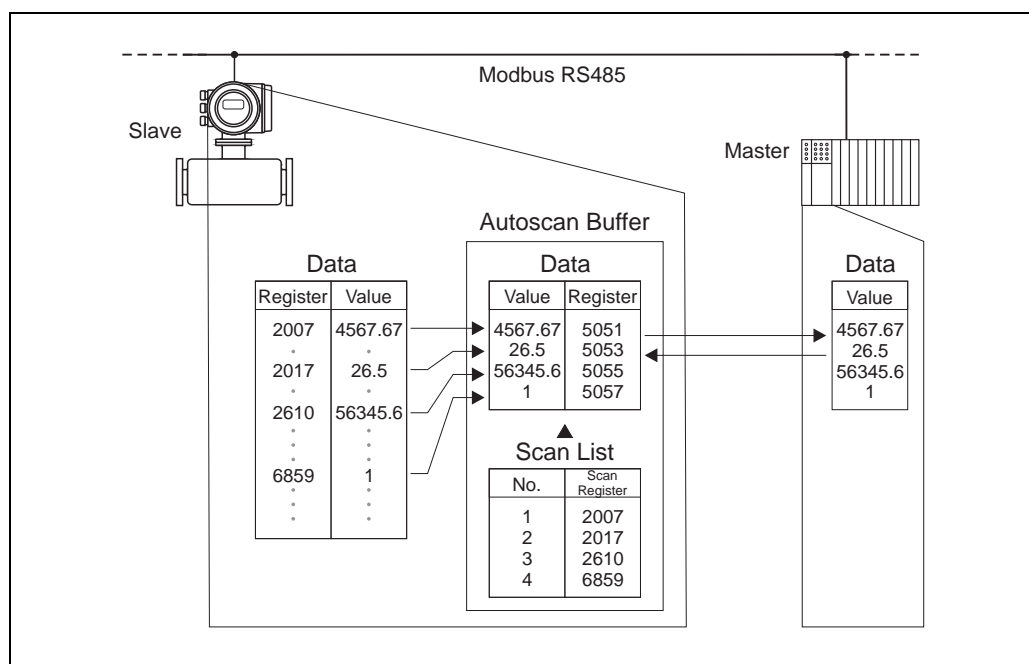 Modbus RS485
Slave
Master
Autoscan Buffer
Data
Register Value
2007 4567.67
2017 26.5
2610 56345.6
6859 1
Data
Value Register
4567.67 5051
26.5 5053
56345.6 5055
1 5057
Scan List
No. Scan Register
1 2007
2 2017
3 2610
4 6859
Data
Value
4567.67
26.5
56345.6
1